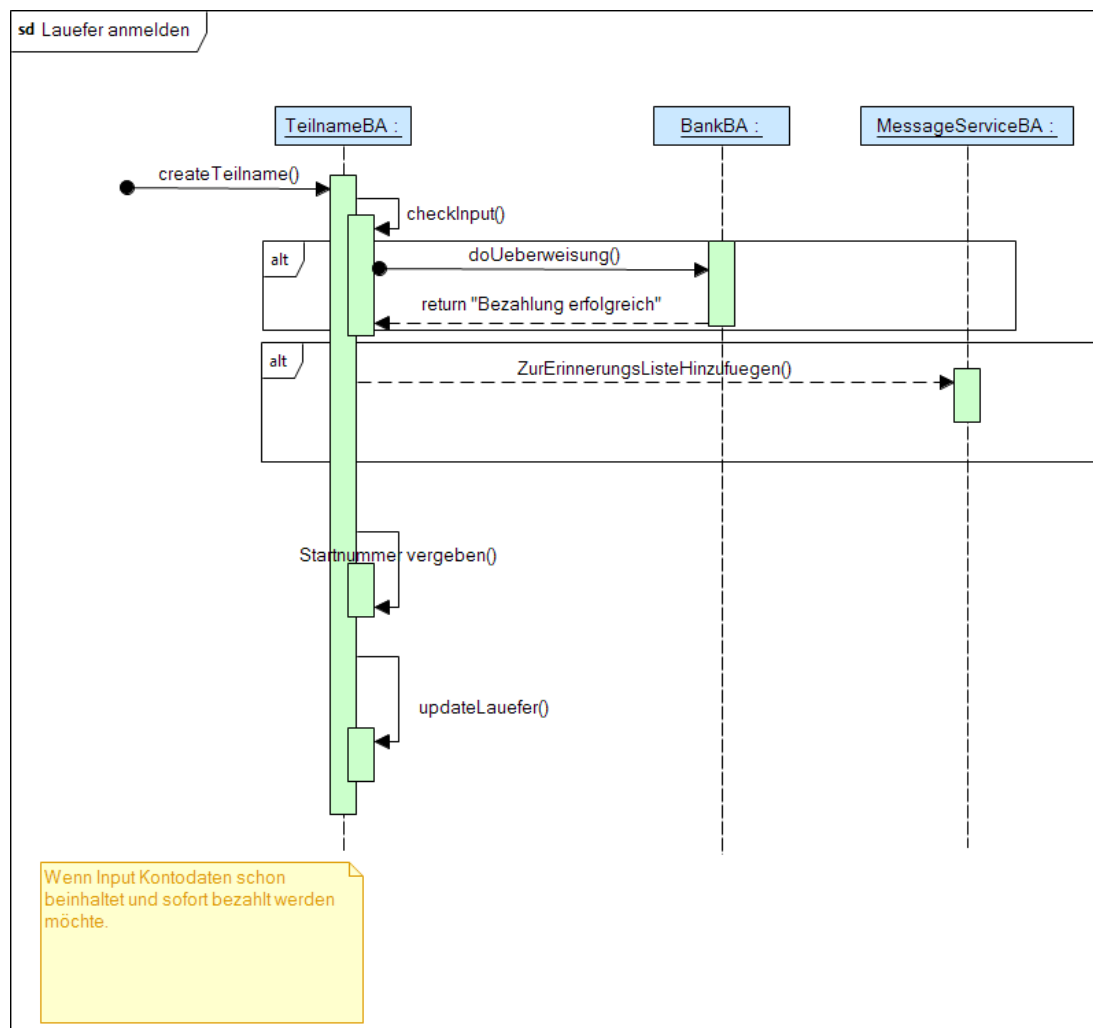 sd Lauefer anmelden
TeilnameBA :
BankBA :
MessageServiceBA :
createTeilname()
checkInput()
alt
doUeberweisung()
return "Bezahlung erfolgreich"
alt
ZurErinnerungsListeHinzufuegen()
Startnummer vergeben()
updateLauefer()
Wenn Input Kontodaten schon
beinhaltet und sofort bezahlt werden
möchte.